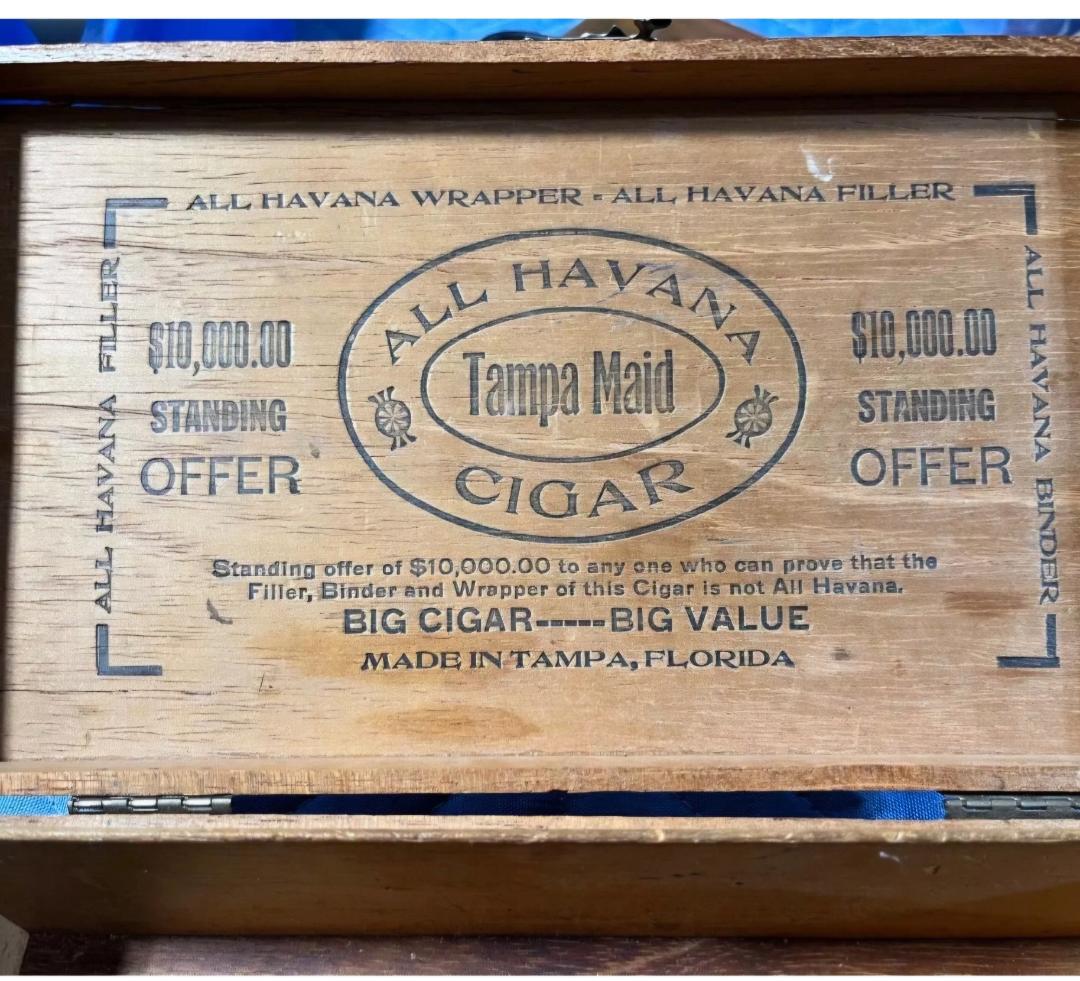 ALL HAVANA WRAPPER - ALL HAVANA FILLER
ALL HAVANA FILLER
$10,000.00
STANDING
OFFER
ALL HAVANA
Tampa Maid
CIGAR
$10,000.00
STANDING
OFFER
ALL HAVANA BINDER
Standing offer of $10,000.00 to any one who can prove that the
Filler, Binder and Wrapper of this Cigar is not All Havana.
BIG CIGAR-----BIG VALUE
MADE IN TAMPA, FLORIDA